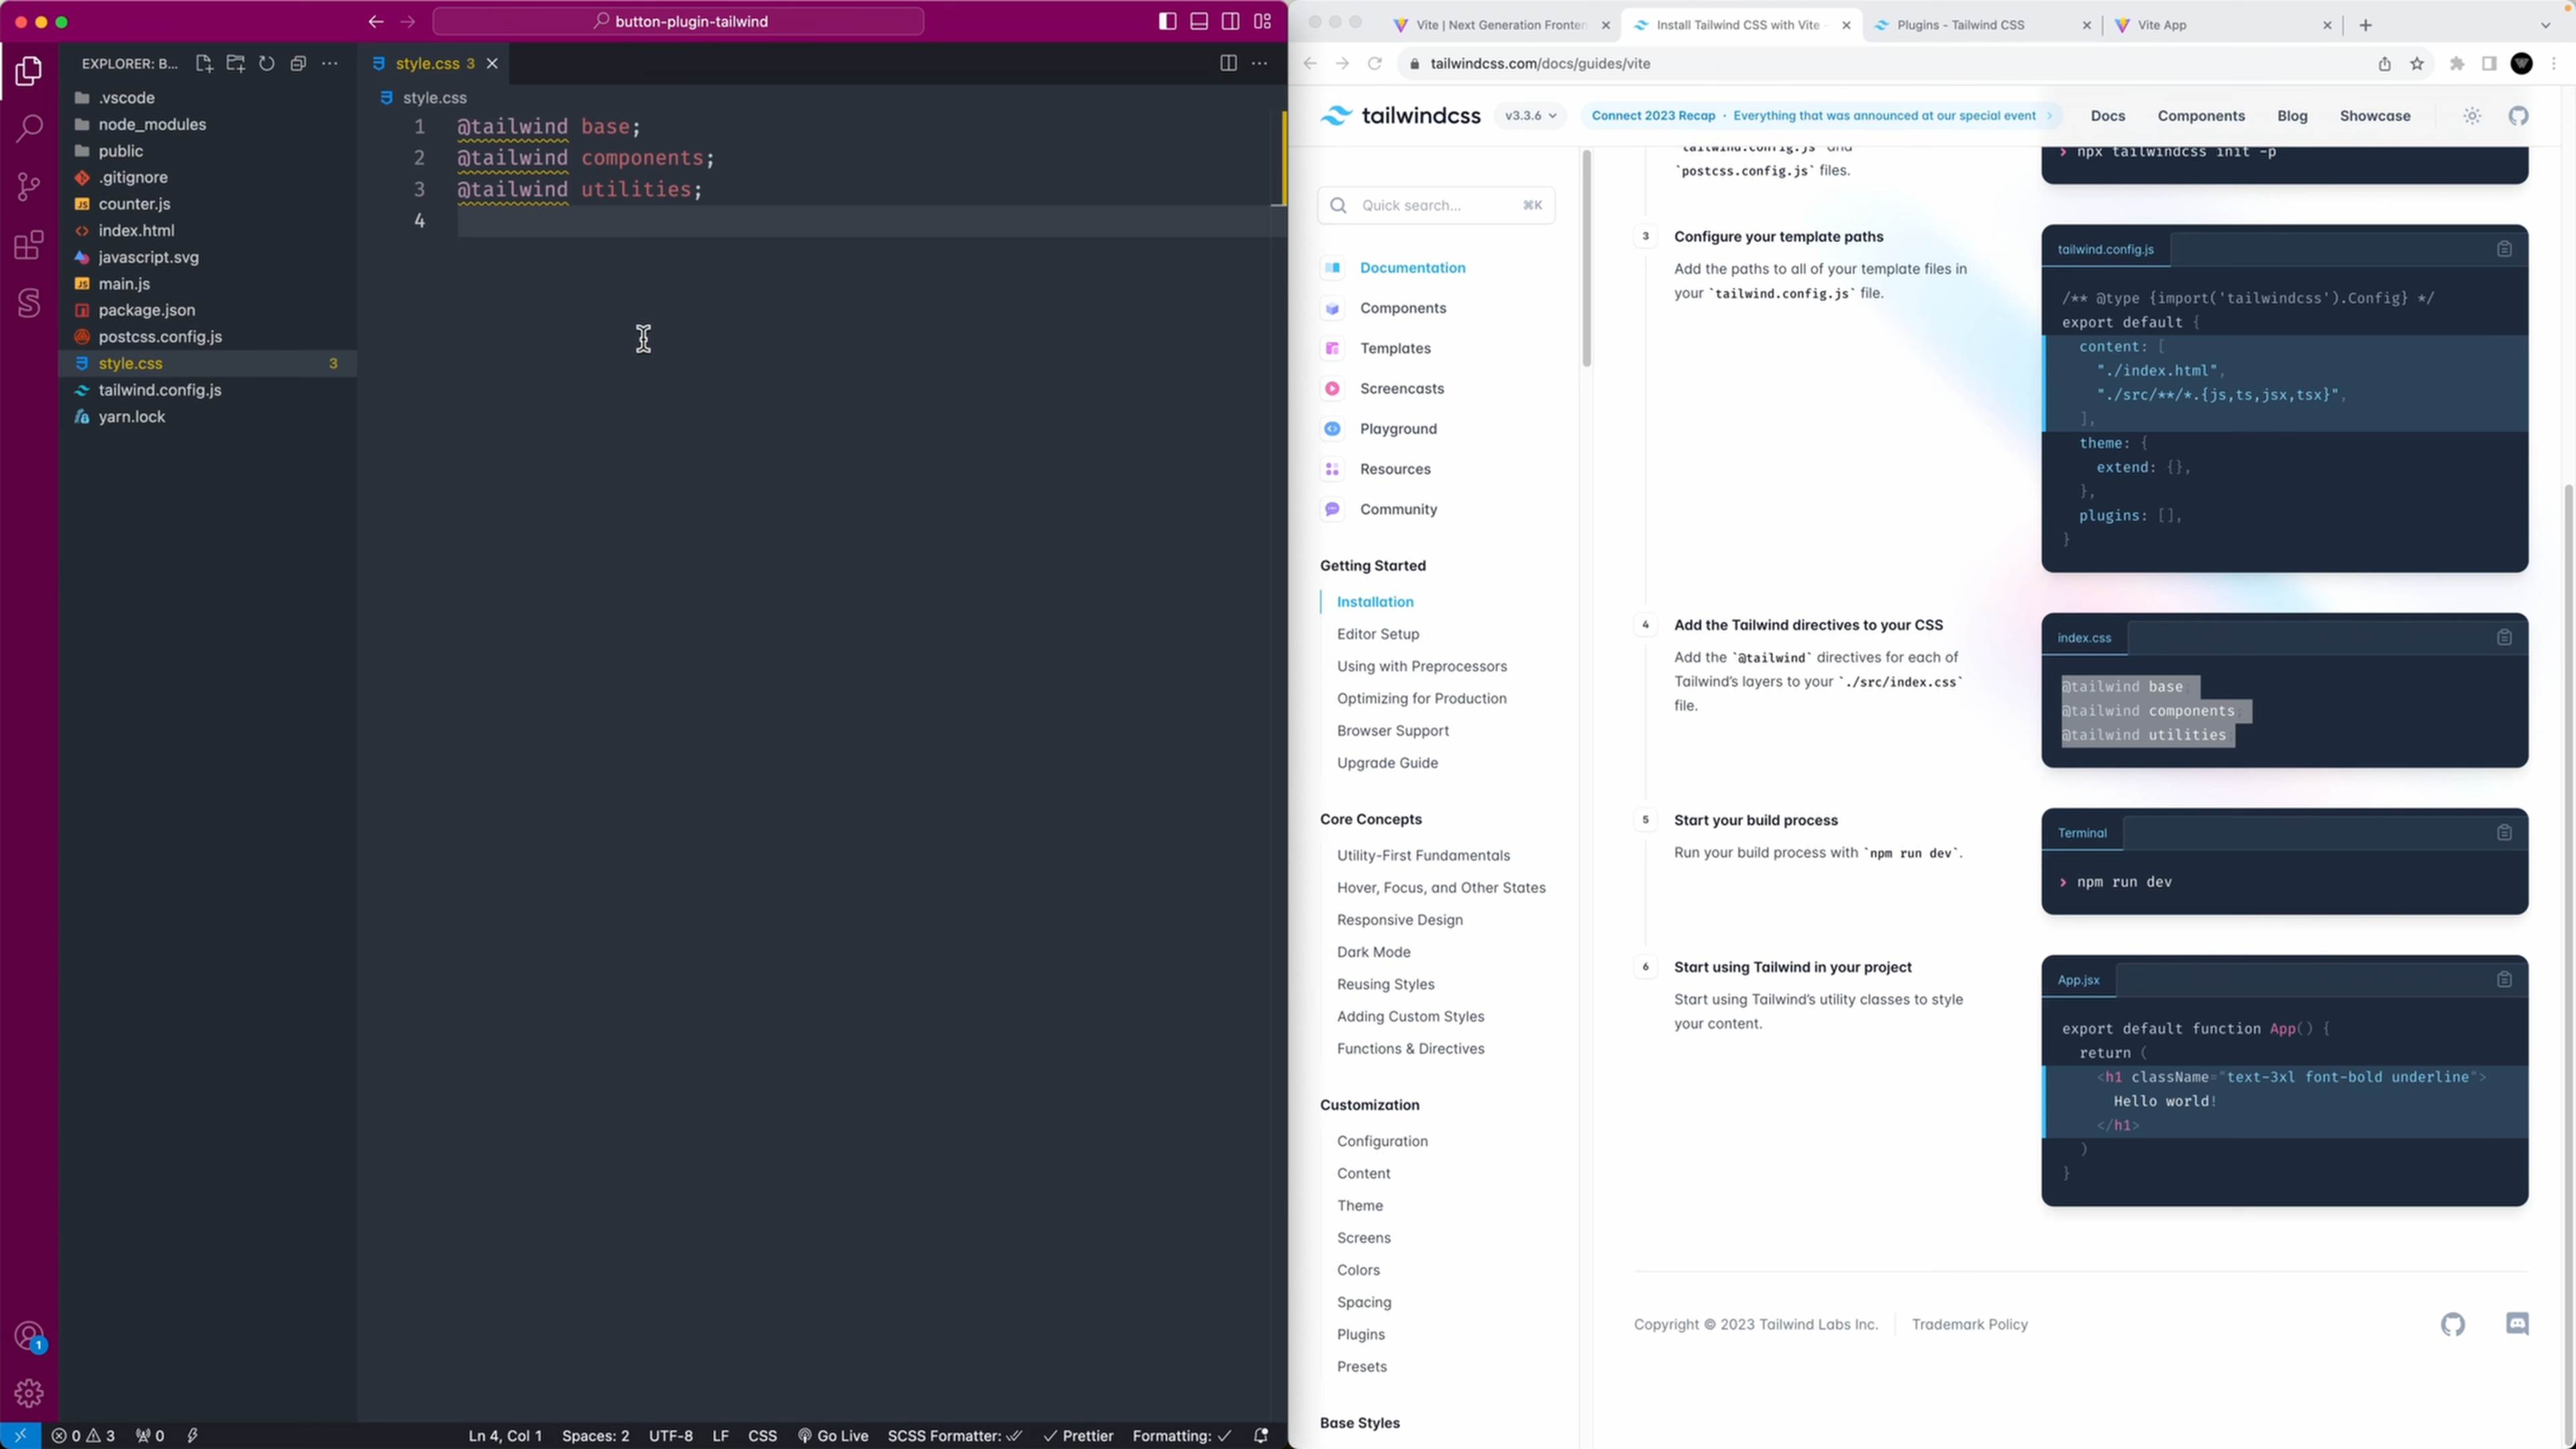 button-plugin-tailwind
EXPLORER: B...
.vscode
node_modules
public
.gitignore
counter.js
index.html
javascript.svg
main.js
package.json
postcss.config.js
style.css 3
tailwind.config.js
yarn.lock
style.css 3
style.css
1 @tailwind base;
2 @tailwind components;
3 @tailwind utilities;
4
1
0 3 0
Ln 4, Col 1 Spaces: 2 UTF-8 LF CSS Go Live SCSS Formatter: Prettier Formatting:
Vite | Next Generation Fronten
Install Tailwind CSS with Vite -
Plugins - Tailwind CSS
Vite App
tailwindcss.com/docs/guides/vite
tailwindcss
v3.3.6
Connect 2023 Recap · Everything that was announced at our special event
Docs Components Blog Showcase
Quick search... ⌘K
Documentation
Components
Templates
Screencasts
Playground
Resources
Community
Getting Started
Installation
Editor Setup
Using with Preprocessors
Optimizing for Production
Browser Support
Upgrade Guide
Core Concepts
Utility-First Fundamentals
Hover, Focus, and Other States
Responsive Design
Dark Mode
Reusing Styles
Adding Custom Styles
Functions & Directives
Customization
Configuration
Content
Theme
Screens
Colors
Spacing
Plugins
Presets
Base Styles
`tailwind.config.js` and
`postcss.config.js` files.
> npx tailwindcss init -p
3 Configure your template paths
Add the paths to all of your template files in
your `tailwind.config.js` file.
tailwind.config.js
/** @type {import('tailwindcss').Config} */
export default {
content: [
"./index.html",
"./src/**/*.{js,ts,jsx,tsx}",
],
theme: {
extend: {},
},
plugins: [],
}
4 Add the Tailwind directives to your CSS
Add the `@tailwind` directives for each of
Tailwind's layers to your `./src/index.css`
file.
index.css
@tailwind base;
@tailwind components;
@tailwind utilities;
5 Start your build process
Run your build process with `npm run dev`.
Terminal
> npm run dev
6 Start using Tailwind in your project
Start using Tailwind's utility classes to style
your content.
App.jsx
export default function App() {
return (
<h1 className="text-3xl font-bold underline">
Hello world!
</h1>
)
}
Copyright © 2023 Tailwind Labs Inc. Trademark Policy